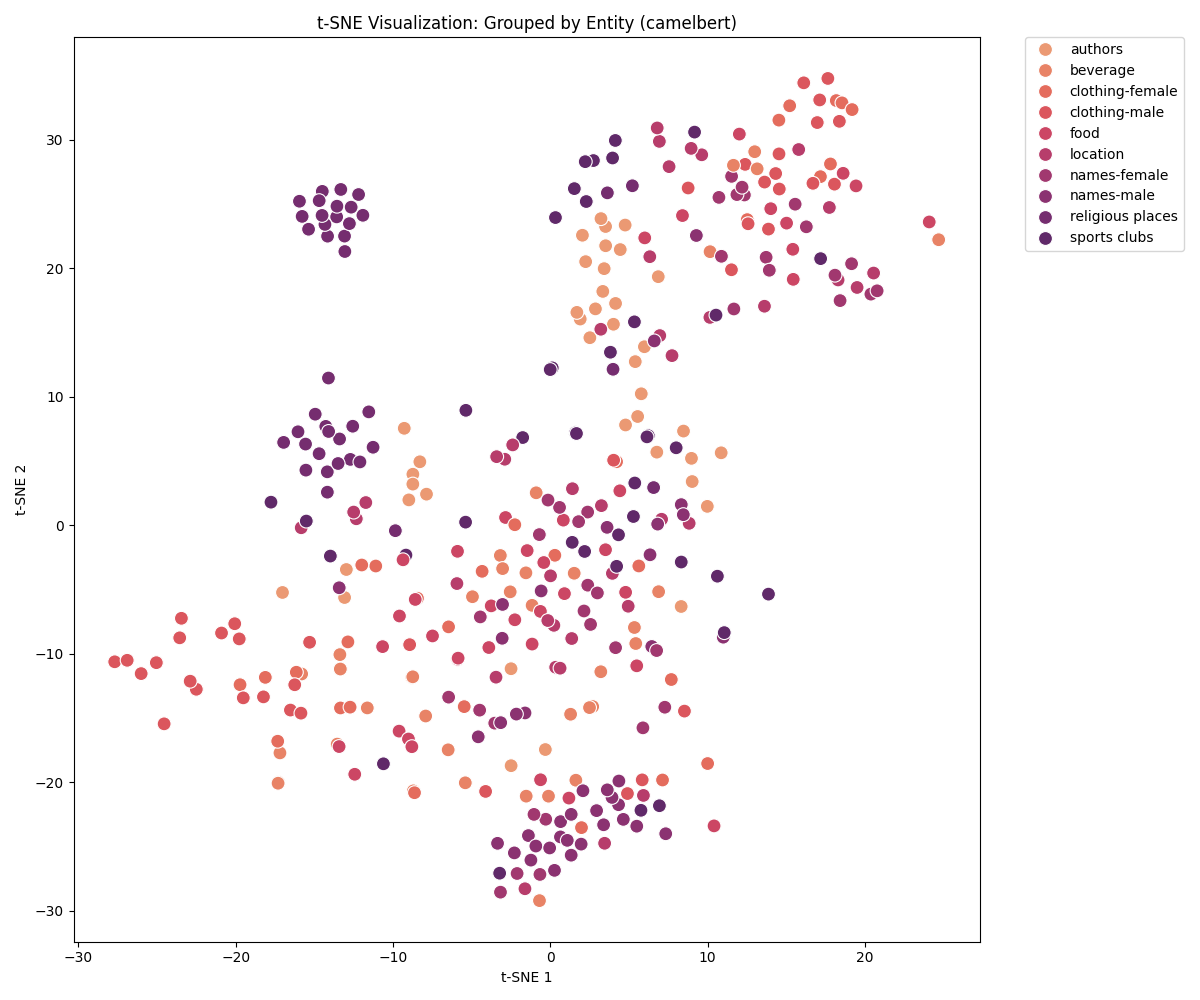 t-SNE Visualization: Grouped by Entity (camelbert)
authors
beverage
clothing-female
clothing-male
food
location
names-female
names-male
religious places
sports clubs
30
20
10
0
−10
−20
−30
t-SNE 2
−30 −20 −10 0 10 20
t-SNE 1